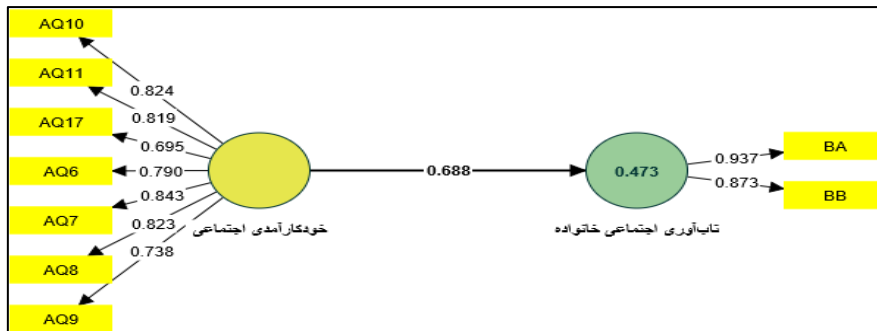 AQ10
AQ11
AQ17
AQ6
AQ7
AQ8
AQ9
0.824
0.819
0.695
0.790
0.843
0.823
0.738
خودکارآمدی اجتماعی
0.688
0.473
تاب‌آوری اجتماعی خانواده
0.937
0.873
BA
BB